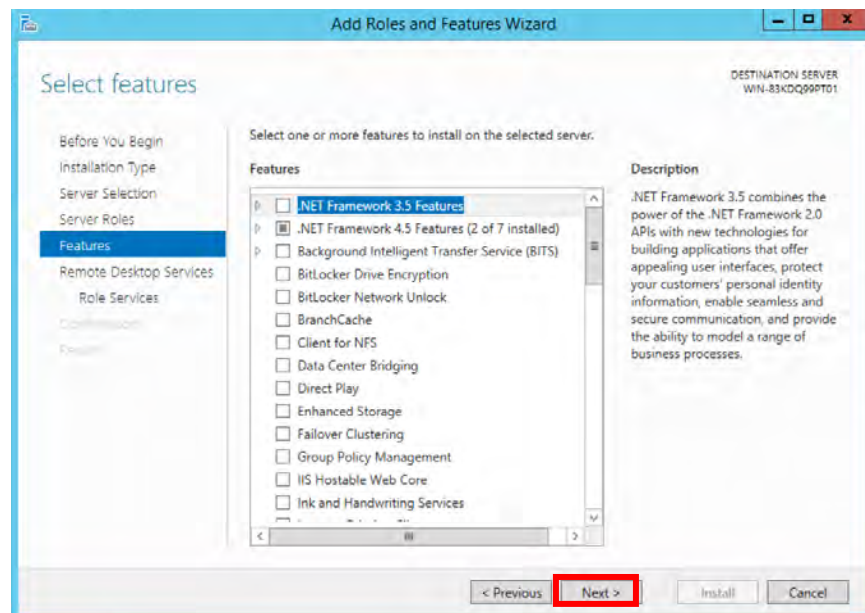 Add Roles and Features Wizard
Select features
DESTINATION SERVER
WIN-83KDQ99PT01
Before You Begin
Installation Type
Server Selection
Server Roles
Features
Remote Desktop Services
Role Services
Confirmation
Results
Select one or more features to install on the selected server.
Features
.NET Framework 3.5 Features
.NET Framework 4.5 Features (2 of 7 installed)
Background Intelligent Transfer Service (BITS)
BitLocker Drive Encryption
BitLocker Network Unlock
BranchCache
Client for NFS
Data Center Bridging
Direct Play
Enhanced Storage
Failover Clustering
Group Policy Management
IIS Hostable Web Core
Ink and Handwriting Services
Description
.NET Framework 3.5 combines the
power of the .NET Framework 2.0
APIs with new technologies for
building applications that offer
appealing user interfaces, protect
your customers' personal identity
information, enable seamless and
secure communication, and provide
the ability to model a range of
business processes.
< Previous
Next >
Install
Cancel